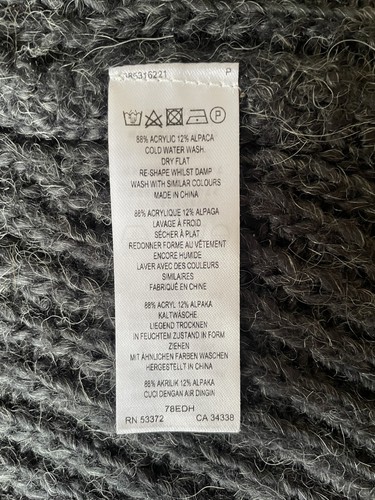 5085316221 P
88% ACRYLIC 12% ALPACA
COLD WATER WASH.
DRY FLAT
RE-SHAPE WHILST DAMP
WASH WITH SIMILAR COLOURS
MADE IN CHINA
88% ACRYLIQUE 12% ALPAGA
LAVAGE À FROID
SÉCHER À PLAT
REDONNER FORME AU VÊTEMENT
ENCORE HUMIDE
LAVER AVEC DES COULEURS
SIMILAIRES
FABRIQUÉ EN CHINE
88% ACRYL 12% ALPAKA
KALTWÄSCHE
LIEGEND TROCKNEN
IN FEUCHTEM ZUSTAND IN FORM
ZIEHEN
MIT ÄHNLICHEN FARBEN WASCHEN
HERGESTELLT IN CHINA
88% AKRILIK 12% ALPAKA
CUCI DENGAN AIR DINGIN
78EDH
RN 53372 CA 34338